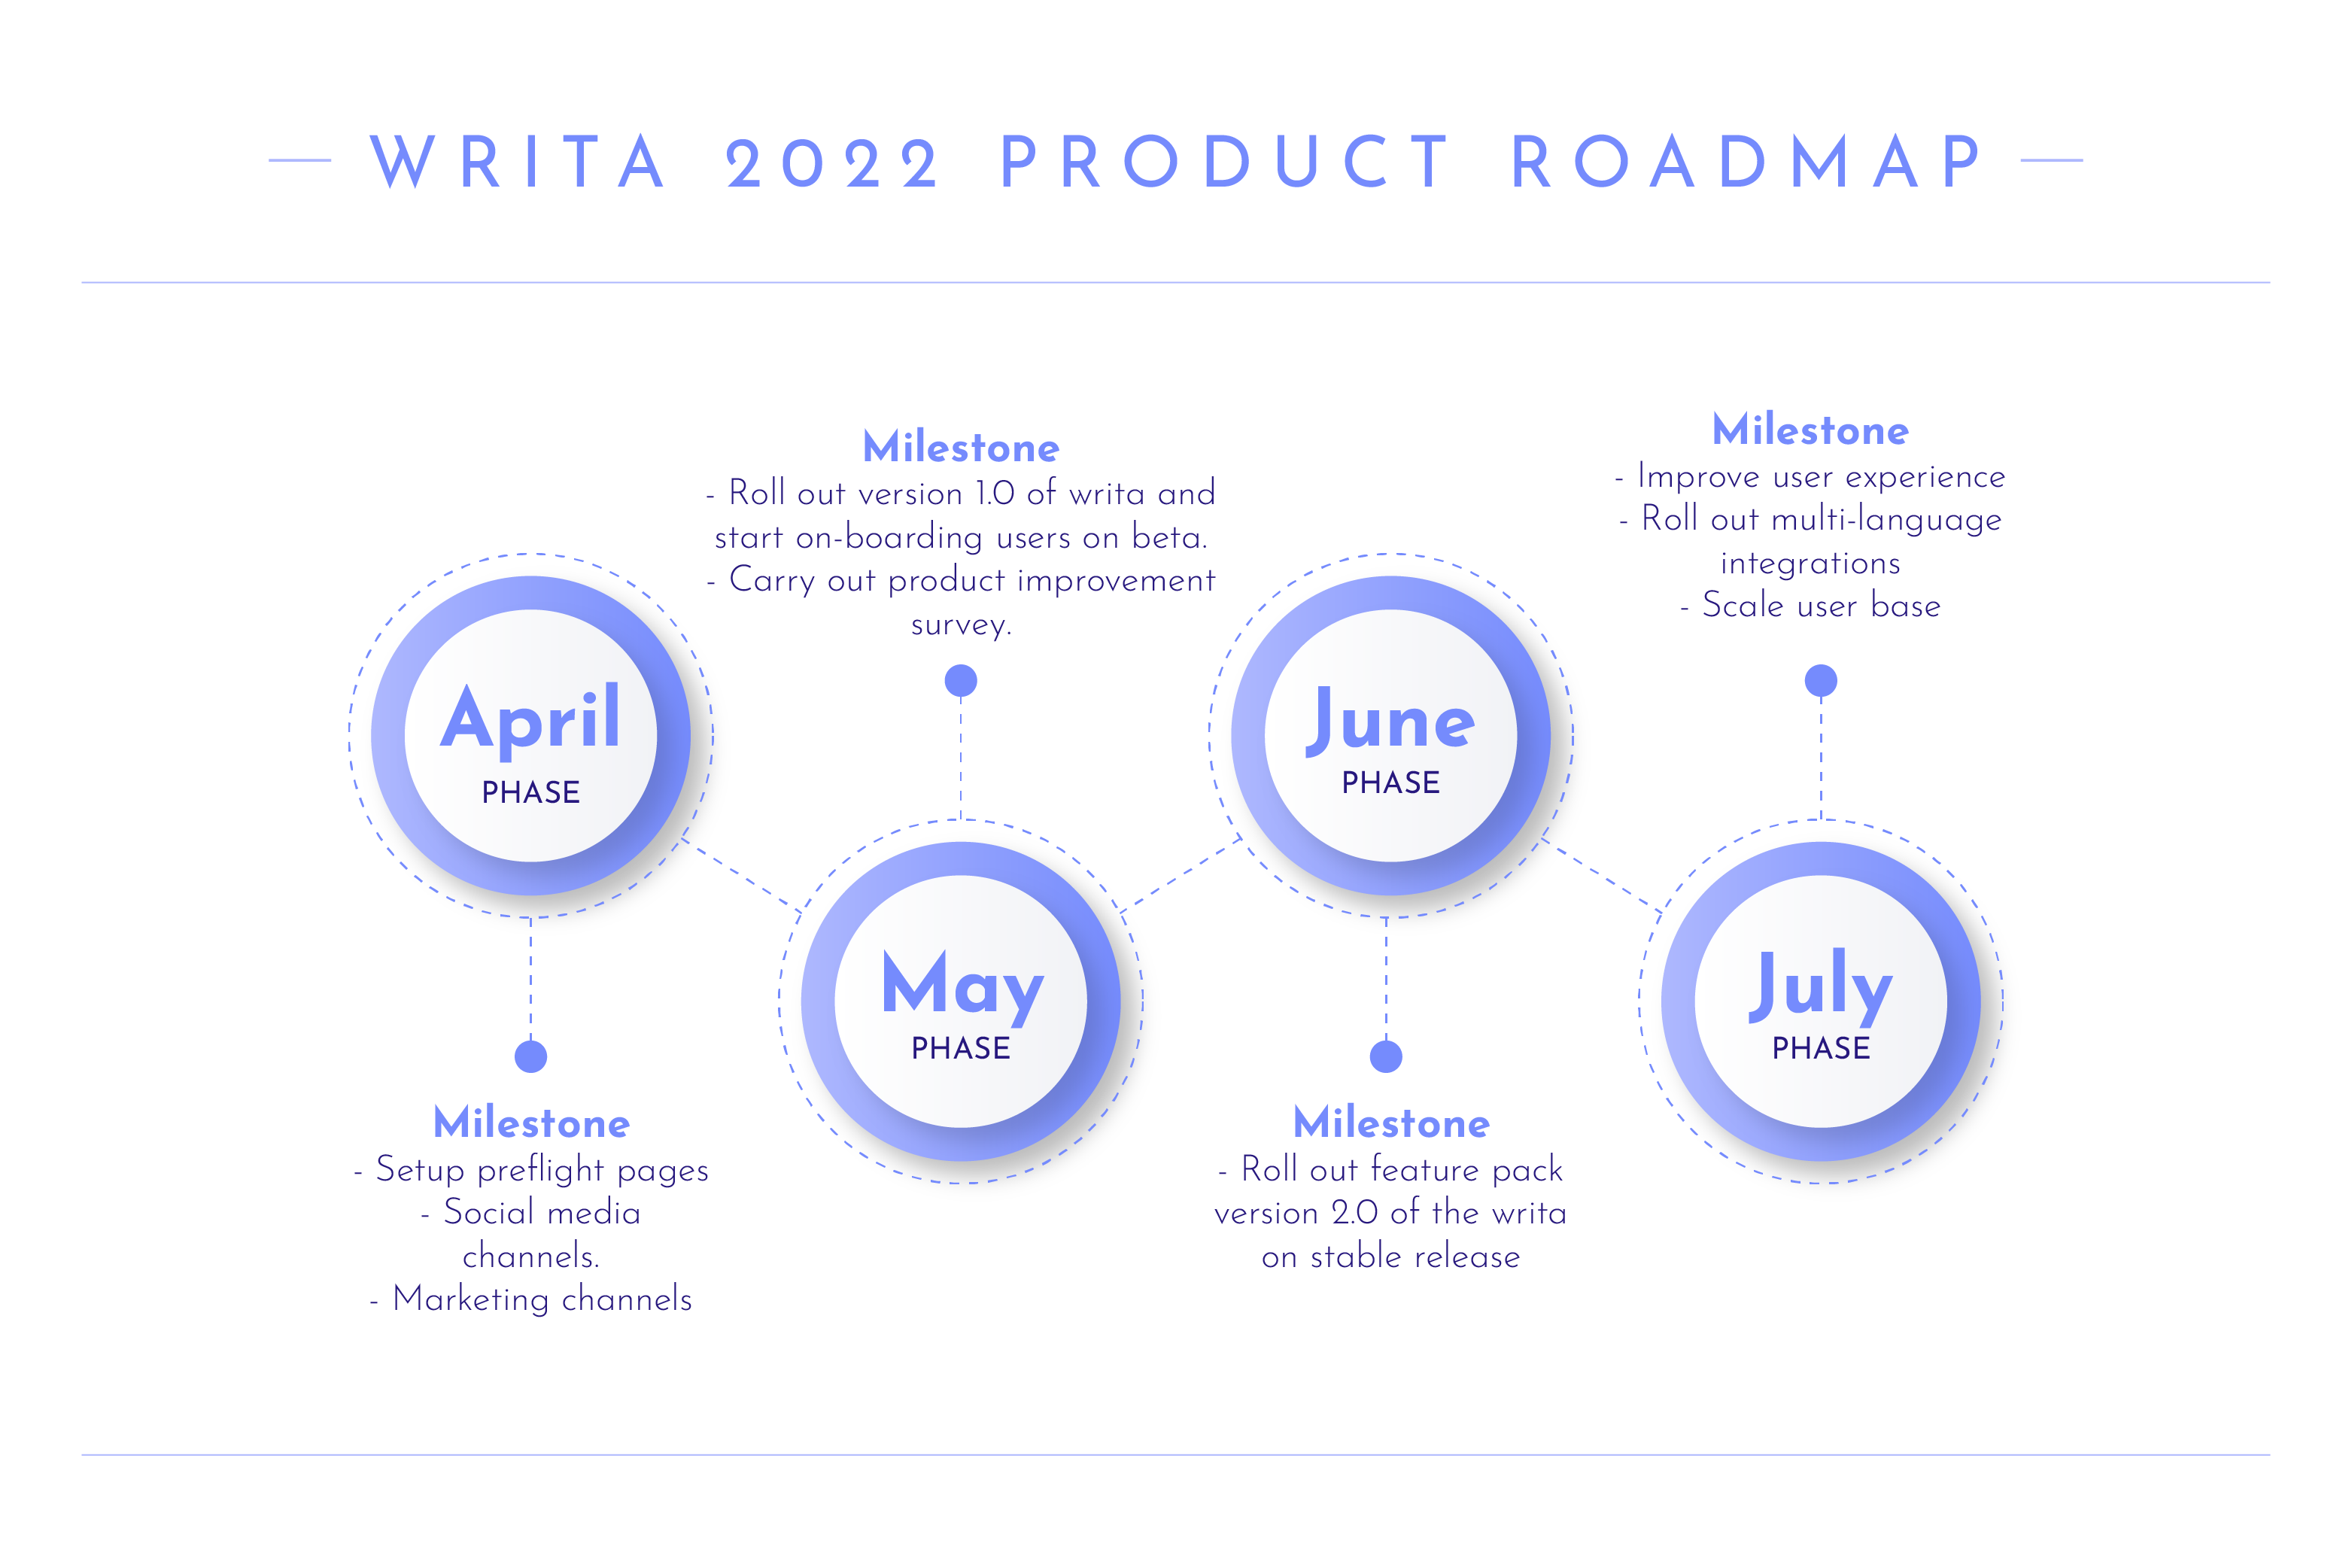 WRITA 2022 PRODUCT ROADMAP
April
PHASE
Milestone
- Setup preflight pages
- Social media
channels.
- Marketing channels
Milestone
- Roll out version 1.0 of writa and
start on-boarding users on beta.
- Carry out product improvement
survey.
May
PHASE
June
PHASE
Milestone
- Roll out feature pack
version 2.0 of the writa
on stable release
Milestone
- Improve user experience
- Roll out multi-language
integrations
- Scale user base
July
PHASE